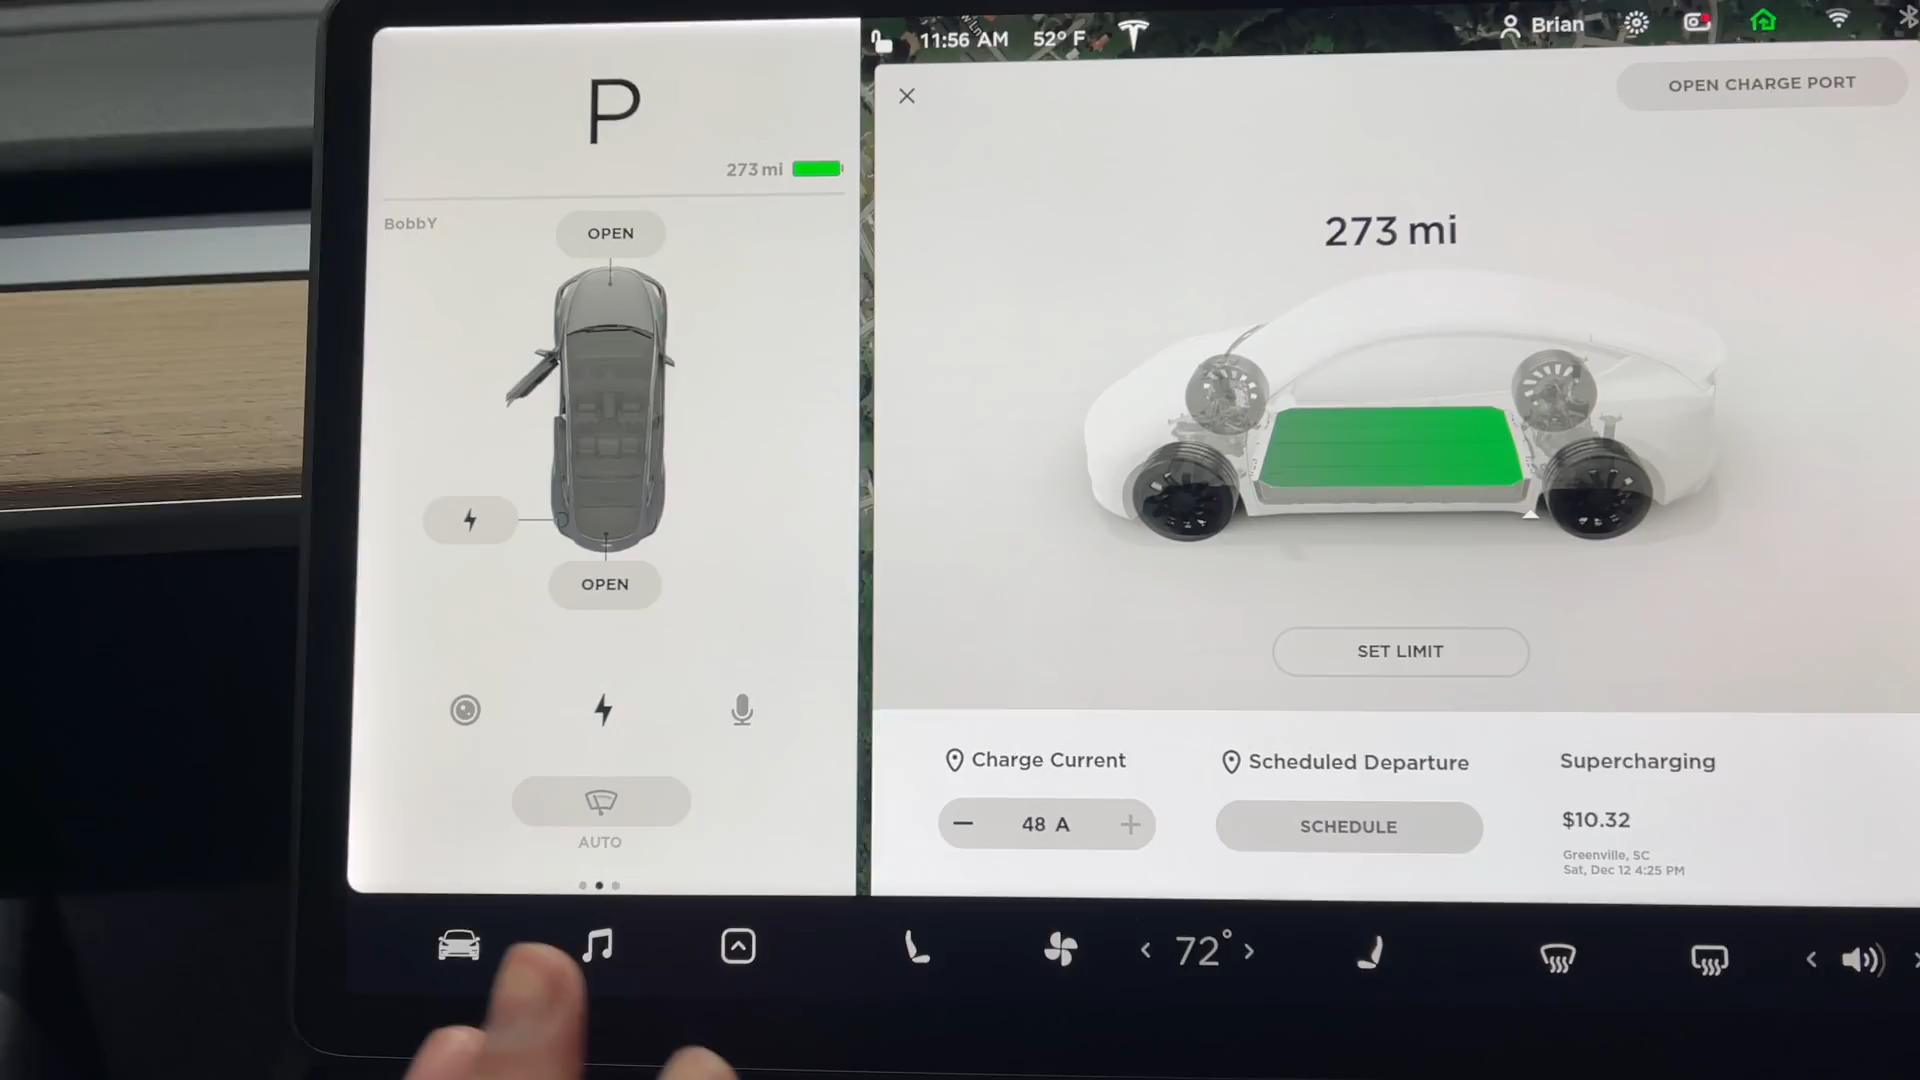 P
273 mi
BobbY
OPEN
OPEN
AUTO
11:56 AM
52° F
Brian
OPEN CHARGE PORT
273 mi
SET LIMIT
Charge Current
48 A
Scheduled Departure
SCHEDULE
Supercharging
$10.32
Greenville, SC
Sat, Dec 12 4:25 PM
72°